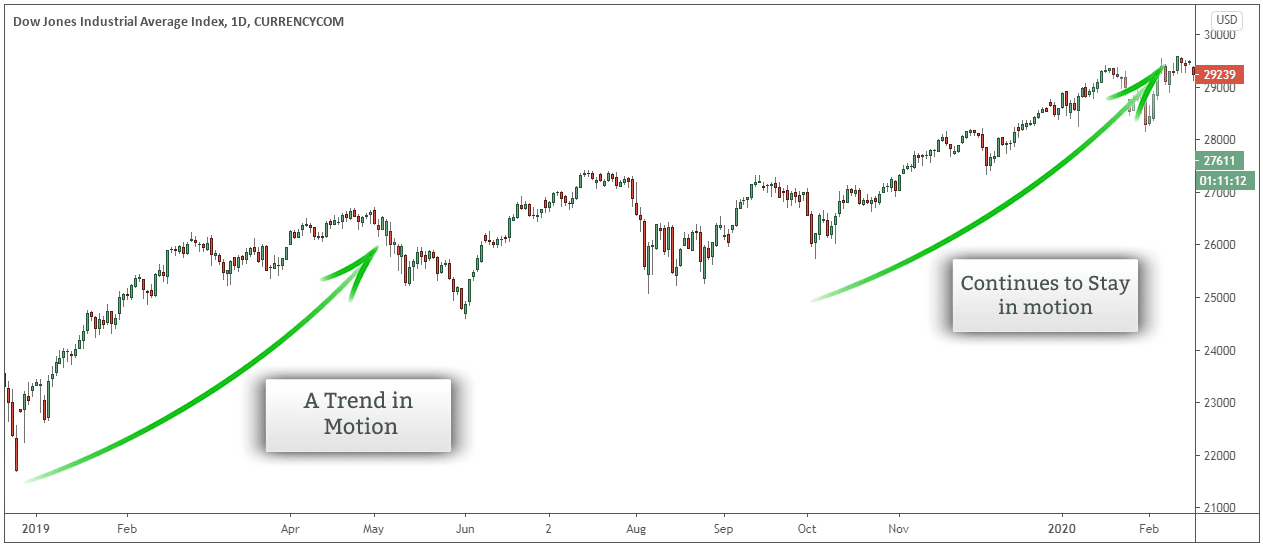 Dow Jones Industrial Average Index, 1D, CURRENCYCOM
USD
30000
29239
29000
28000
27611
01:11:12
27000
26000
25000
24000
23000
22000
21000
A Trend in
Motion
Continues to Stay
in motion
2019 Feb Apr May Jun 2 Aug Sep Oct Nov 2020 Feb